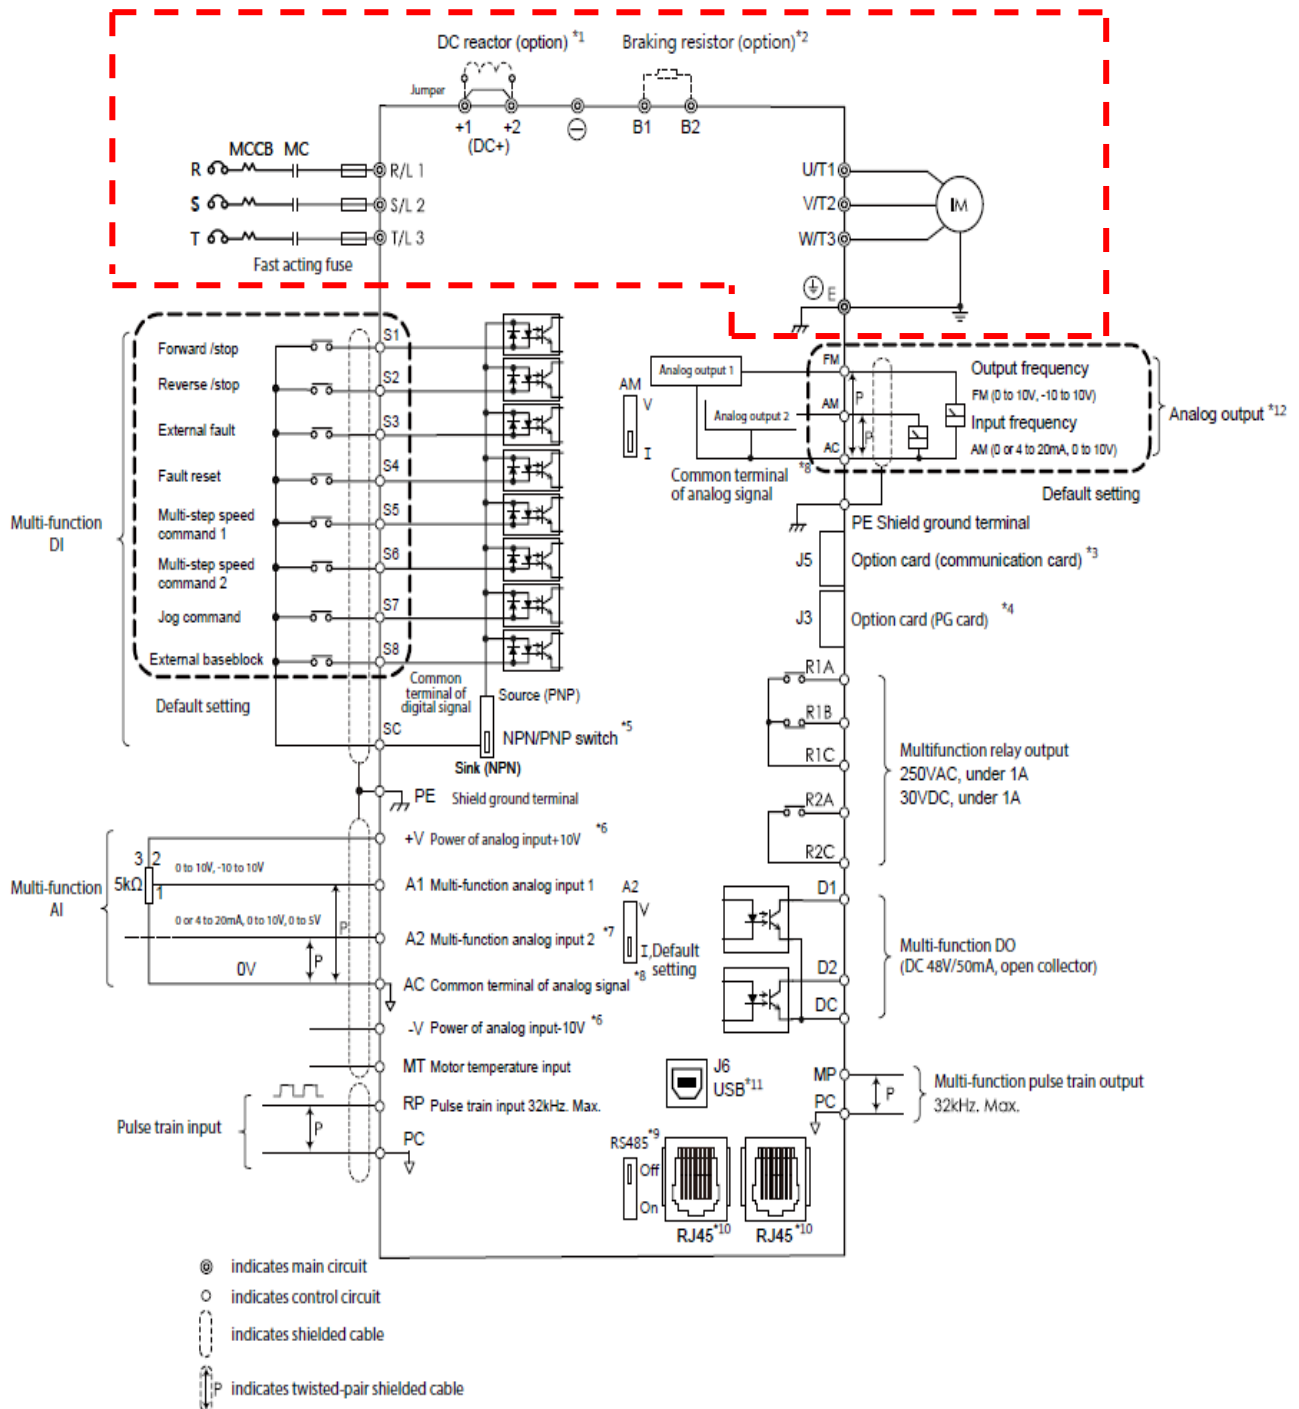 DC reactor (option) *1
Braking resistor (option)*2
Jumper
+1
+2
(DC+)
B1
B2
MCCB MC
R
R/L 1
S
S/L 2
T
T/L 3
Fast acting fuse
U/T1
V/T2
W/T3
IM
E
Multi-function
DI
Forward /stop
S1
Reverse /stop
S2
External fault
S3
Fault reset
S4
Multi-step speed
command 1
S5
Multi-step speed
command 2
S6
Jog command
S7
External baseblock
S8
Default setting
Common
terminal of
digital signal
SC
Source (PNP)
NPN/PNP switch *5
Sink (NPN)
PE Shield ground terminal
Analog output 1
Analog output 2
AM
V
I
FM
AM
AC
P
P
Output frequency
FM (0 to 10V, -10 to 10V)
Input frequency
AM (0 or 4 to 20mA, 0 to 10V)
Analog output *12
Common terminal *8
of analog signal
Default setting
PE Shield ground terminal
J5
Option card (communication card) *3
J3
Option card (PG card) *4
R1A
R1B
R1C
R2A
R2C
Multifunction relay output
250VAC, under 1A
30VDC, under 1A
Multi-function
AI
3 2
5kΩ
1
0 to 10V, -10 to 10V
0 or 4 to 20mA, 0 to 10V, 0 to 5V
0V
P
P
+V Power of analog input+10V *6
A1 Multi-function analog input 1
A2 Multi-function analog input 2 *7
AC Common terminal of analog signal *8
-V Power of analog input-10V *6
MT Motor temperature input
A2
V
I, Default
setting
D1
D2
DC
Multi-function DO
(DC 48V/50mA, open collector)
Pulse train input
P
RP Pulse train input 32kHz. Max.
PC
J6
USB*11
MP
PC
P
Multi-function pulse train output
32kHz. Max.
RS485*9
Off
On
RJ45*10
RJ45*10
indicates main circuit
indicates control circuit
indicates shielded cable
P indicates twisted-pair shielded cable